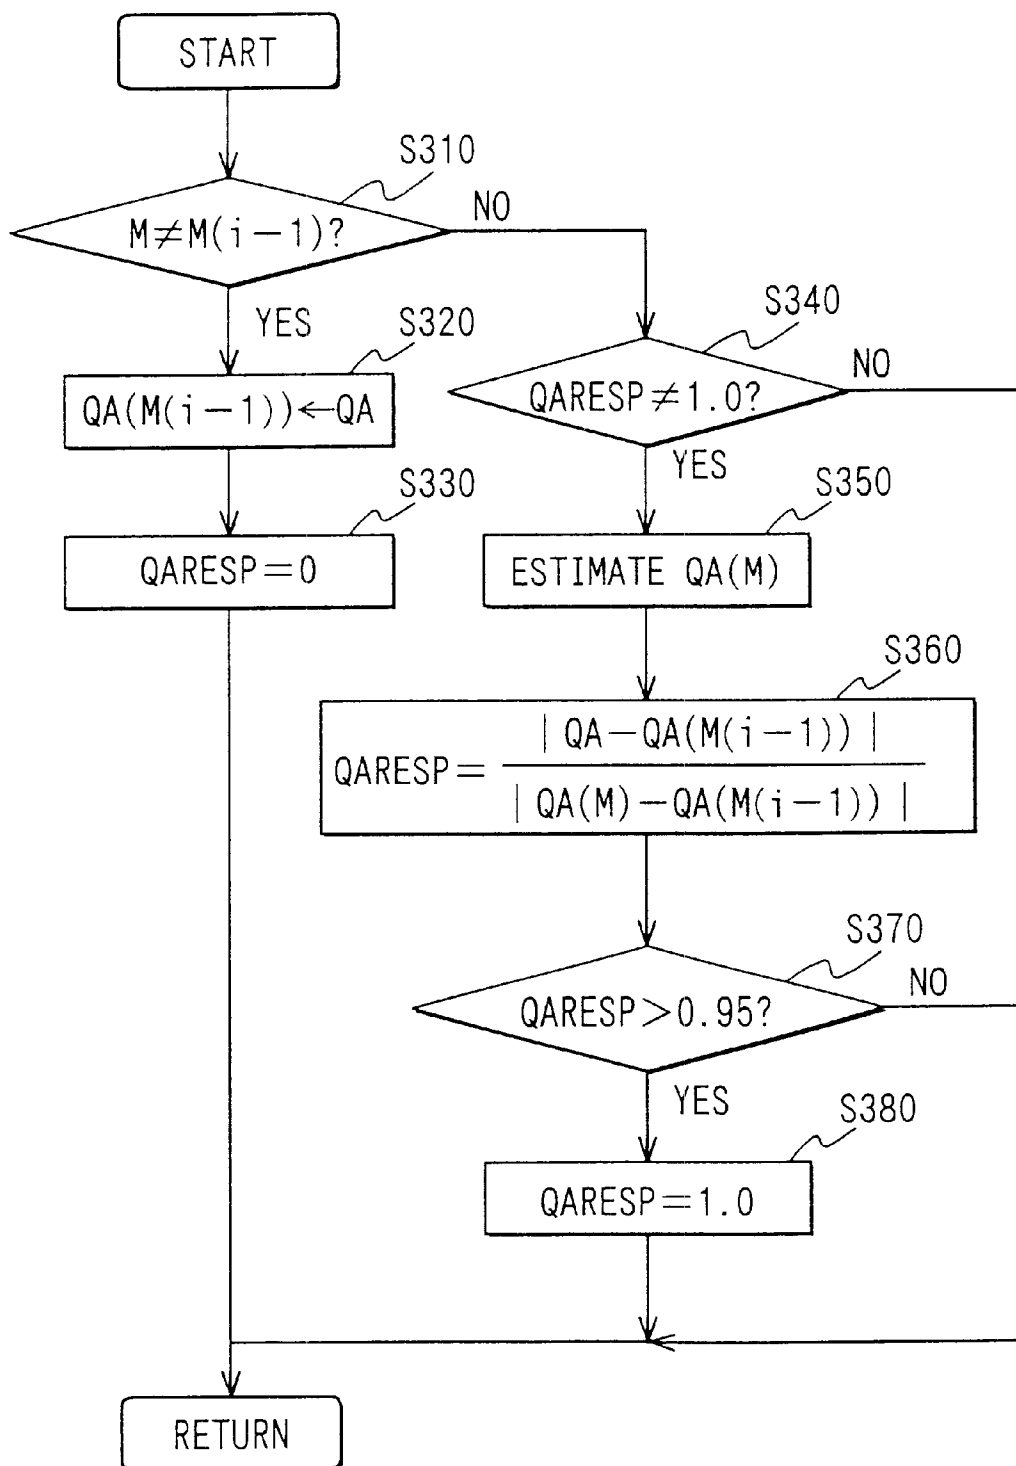 START
S310
M≠M(i-1)?
NO
YES
S320
QA(M(i-1))←QA
S330
QARESP=0
S340
QARESP≠1.0?
NO
YES
S350
ESTIMATE QA(M)
S360
QARESP= |QA-QA(M(i-1))|
|QA(M)-QA(M(i-1))|
S370
QARESP>0.95?
NO
YES
S380
QARESP=1.0
RETURN